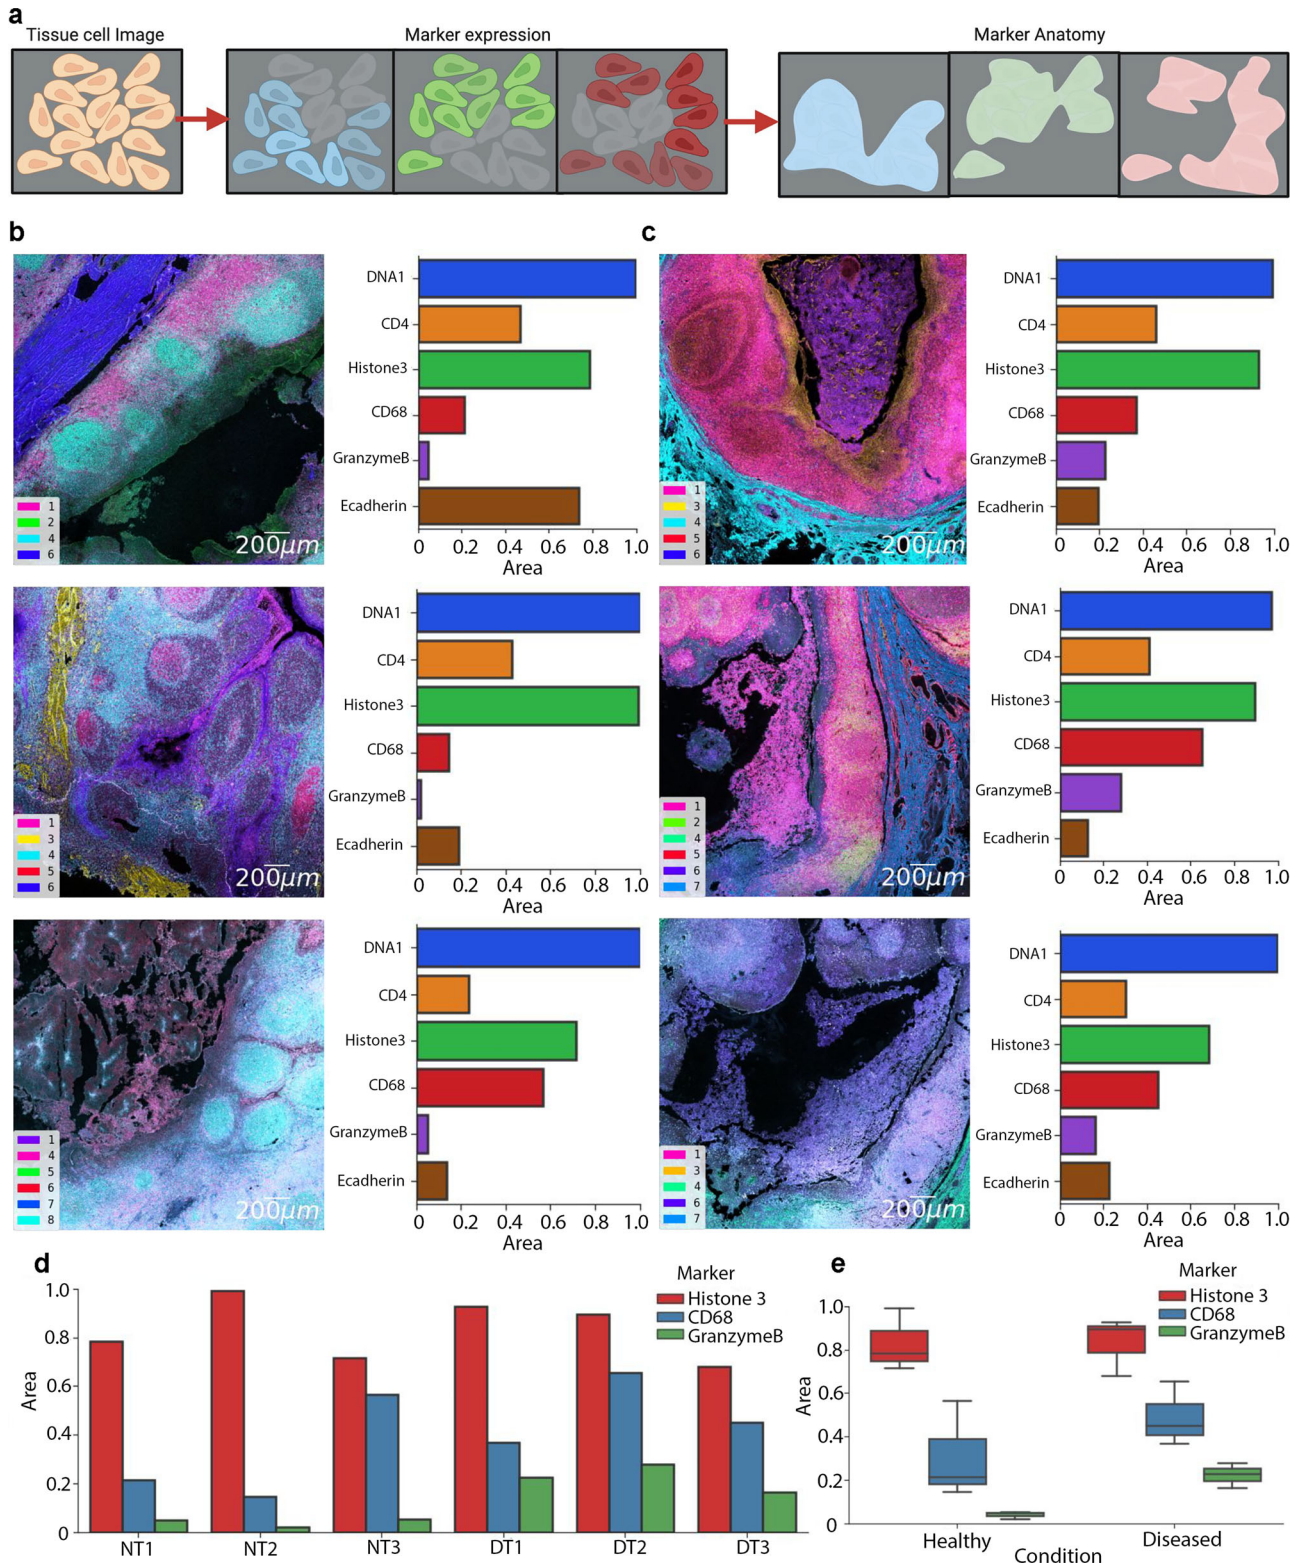 a
Tissue cell Image
Marker expression
Marker Anatomy
b
DNA1
CD4
Histone3
CD68
GranzymeB
Ecadherin
0 0.2 0.4 0.6 0.8 1.0
Area
1
2
4
6
200μm
c
DNA1
CD4
Histone3
CD68
GranzymeB
Ecadherin
0 0.2 0.4 0.6 0.8 1.0
Area
1
3
4
5
6
200μm
DNA1
CD4
Histone3
CD68
GranzymeB
Ecadherin
0 0.2 0.4 0.6 0.8 1.0
Area
1
3
4
5
6
200μm
DNA1
CD4
Histone3
CD68
GranzymeB
Ecadherin
0 0.2 0.4 0.6 0.8 1.0
Area
1
2
4
5
6
7
200μm
DNA1
CD4
Histone3
CD68
GranzymeB
Ecadherin
0 0.2 0.4 0.6 0.8 1.0
Area
1
4
5
6
7
8
200μm
DNA1
CD4
Histone3
CD68
GranzymeB
Ecadherin
0 0.2 0.4 0.6 0.8 1.0
Area
1
3
4
6
7
200μm
d
Marker
Histone 3
CD68
GranzymeB
1.0
0.8
0.6
0.4
0.2
0
Area
NT1 NT2 NT3 DT1 DT2 DT3
e
Marker
Histone 3
CD68
GranzymeB
1.0
0.8
0.6
0.4
0.2
0
Area
Healthy Diseased
Condition